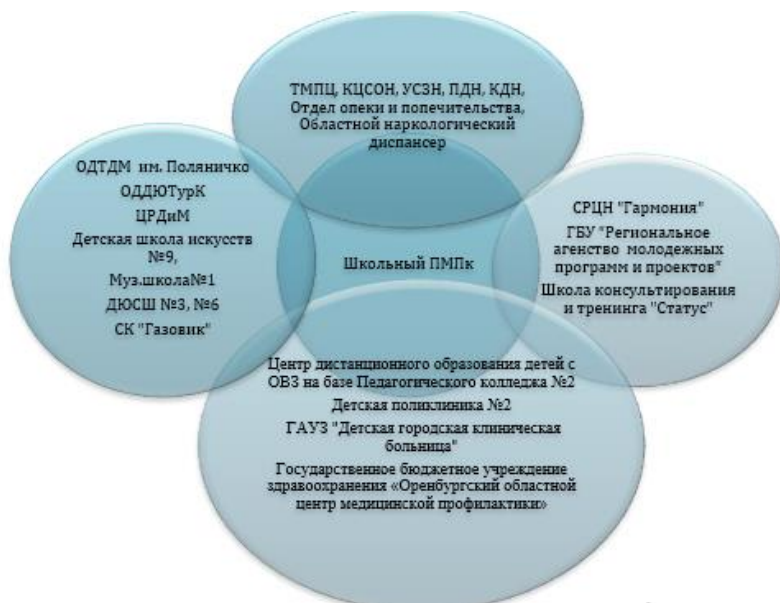 ТМПЦ, КЦСОН, УСЗН, ПДН, КДН,
Отдел опеки и попечительства,
Областной наркологический
диспансер
ОДТДМ им. Поляничко
ОДДЮТурК
ЦРДиМ
Детская школа искусств
№9,
Муз.школа№1
ДЮСШ №3, №6
СК "Газовик"
Школьный ПМПк
СРЦН "Гармония"
ГБУ "Региональное
агенство молодежных
программ и проектов"
Школа консультирования
и тренинга "Статус"
Центр дистанционного образования детей с
ОВЗ на базе Педагогического колледжа №2
Детская поликлиника №2
ГАУЗ "Детская городская клиническая
больница"
Государственное бюджетное учреждение
здравоохранения «Оренбургский областной
центр медицинской профилактики»